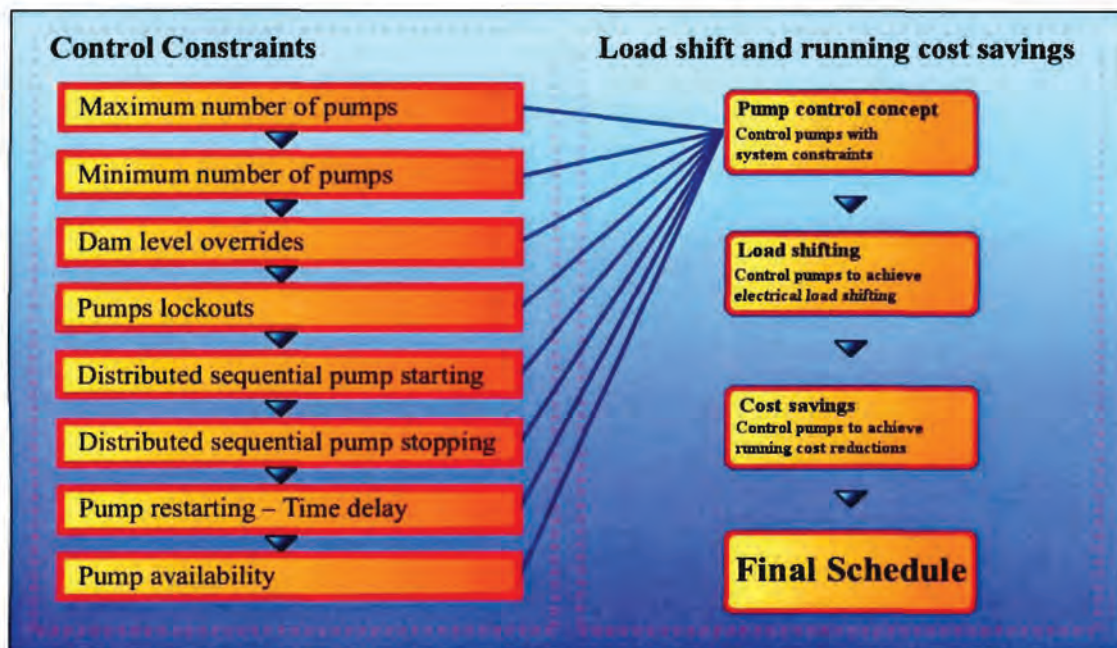 Control Constraints
Maximum number of pumps
Minimum number of pumps
Dam level overrides
Pumps lockouts
Distributed sequential pump starting
Distributed sequential pump stopping
Pump restarting – Time delay
Pump availability
Load shift and running cost savings
Pump control concept
Control pumps with
system constraints
Load shifting
Control pumps to achieve
electrical load shifting
Cost savings
Control pumps to achieve
running cost reductions
Final Schedule